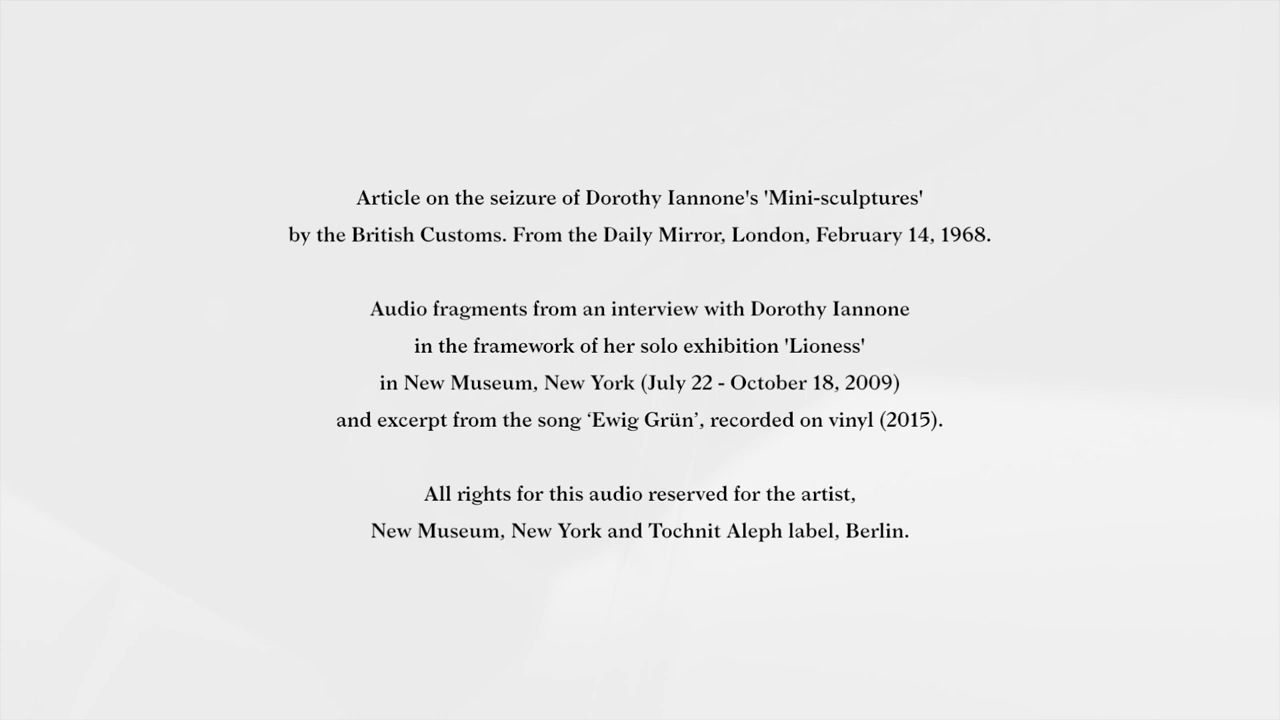 Article on the seizure of Dorothy Iannone's 'Mini-sculptures'
by the British Customs. From the Daily Mirror, London, February 14, 1968.
Audio fragments from an interview with Dorothy Iannone
in the framework of her solo exhibition 'Lioness'
in New Museum, New York (July 22 - October 18, 2009)
and excerpt from the song ‘Ewig Grün’, recorded on vinyl (2015).
All rights for this audio reserved for the artist,
New Museum, New York and Tochnit Aleph label, Berlin.